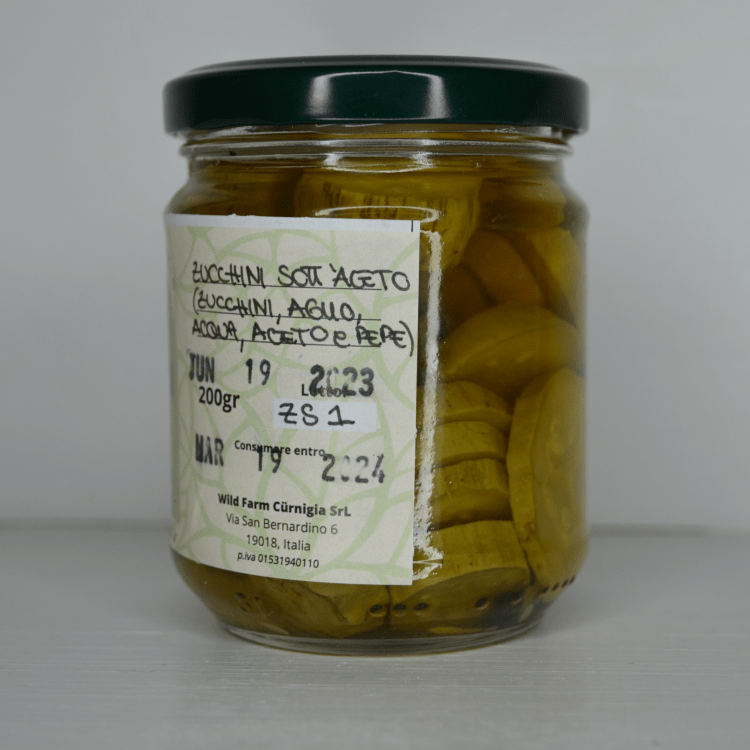 ZUCCHINI SOTT'ACETO
(ZUCCHINI, AGLIO,
ACQUA, ACETO E PEPE)
JUN 19 2023
200gr
ZS1
Consumare entro
MAR 19 2024
Wild Farm Cürnigia SrL
Via San Bernardino 6
19018, Italia
p.iva 01531940110